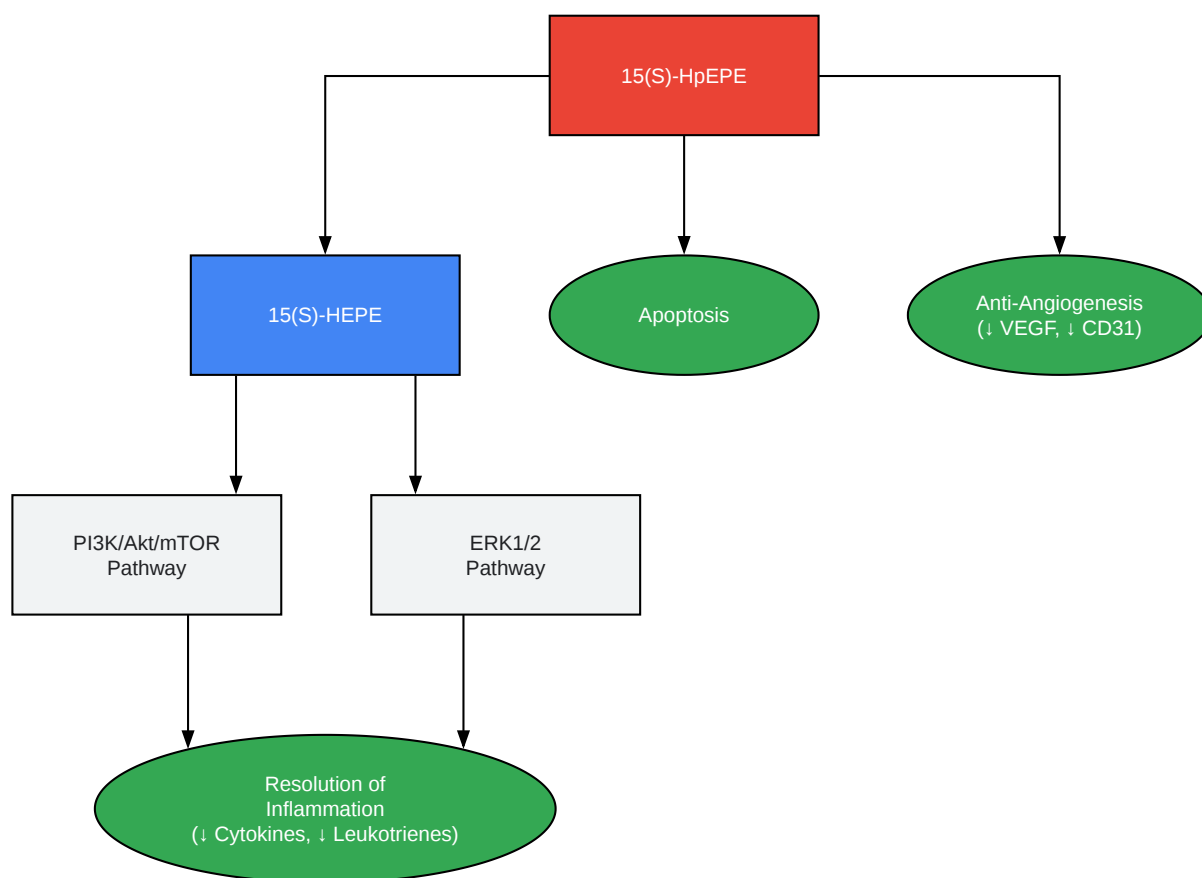 15(S)-HpEPE
15(S)-HEPE
Apoptosis
Anti-Angiogenesis
(↓ VEGF, ↓ CD31)
PI3K/Akt/mTOR
Pathway
ERK1/2
Pathway
Resolution of
Inflammation
(↓ Cytokines, ↓ Leukotrienes)